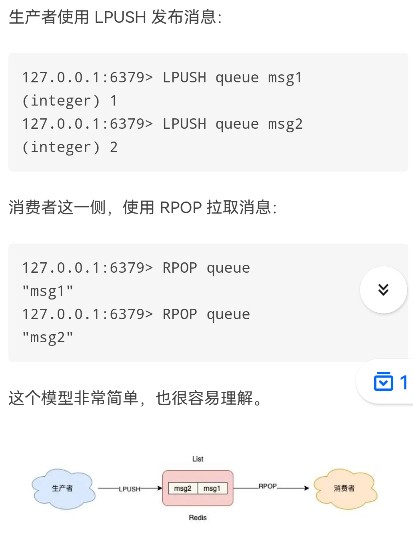 生产者使用 LPUSH 发布消息：
127.0.0.1:6379> LPUSH queue msg1
(integer) 1
127.0.0.1:6379> LPUSH queue msg2
(integer) 2
消费者这一侧，使用 RPOP 拉取消息：
127.0.0.1:6379> RPOP queue
"msg1"
127.0.0.1:6379> RPOP queue
"msg2"
1
这个模型非常简单，也很容易理解。
List
生产者
LPUSH
msg2 msg1
RPOP
消费者
Redis